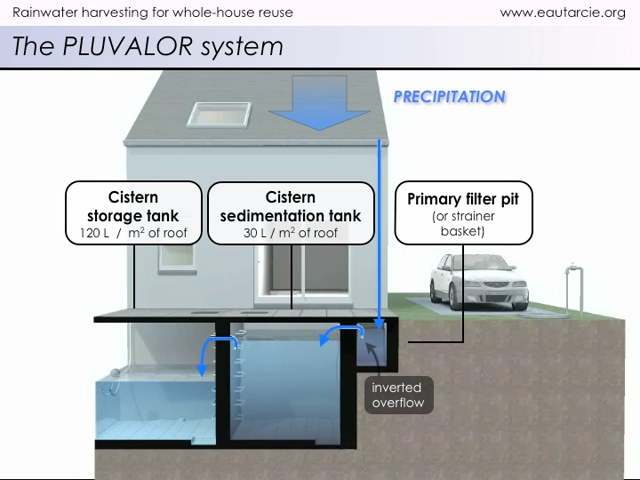 Rainwater harvesting for whole-house reuse
www.eautarcie.org
The PLUVALOR system
PRECIPITATION
Cistern
storage tank
120 L / m² of roof
Cistern
sedimentation tank
30 L / m² of roof
Primary filter pit
(or strainer
basket)
inverted
overflow